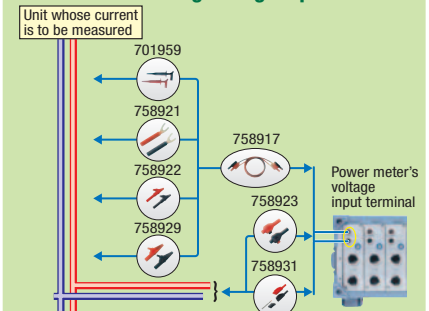 Unit whose current
is to be measured
701959
758921
758917
758922
Power meter's
voltage
input terminal
758923
758929
758931